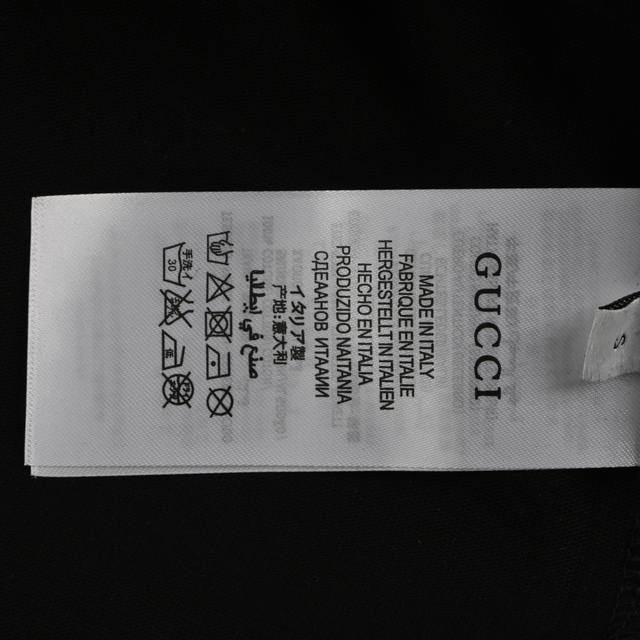 GUCCI
MADE IN ITALY
FABRIQUE EN ITALIE
HERGESTELLT IN ITALIEN
HECHO EN ITALIA
PRODUZIDO NA ITANIA
СДЕЛАНО В ИТАЛИИ
イタリア製
产地:意大利
صنع في إيطاليا
手洗い
30
S